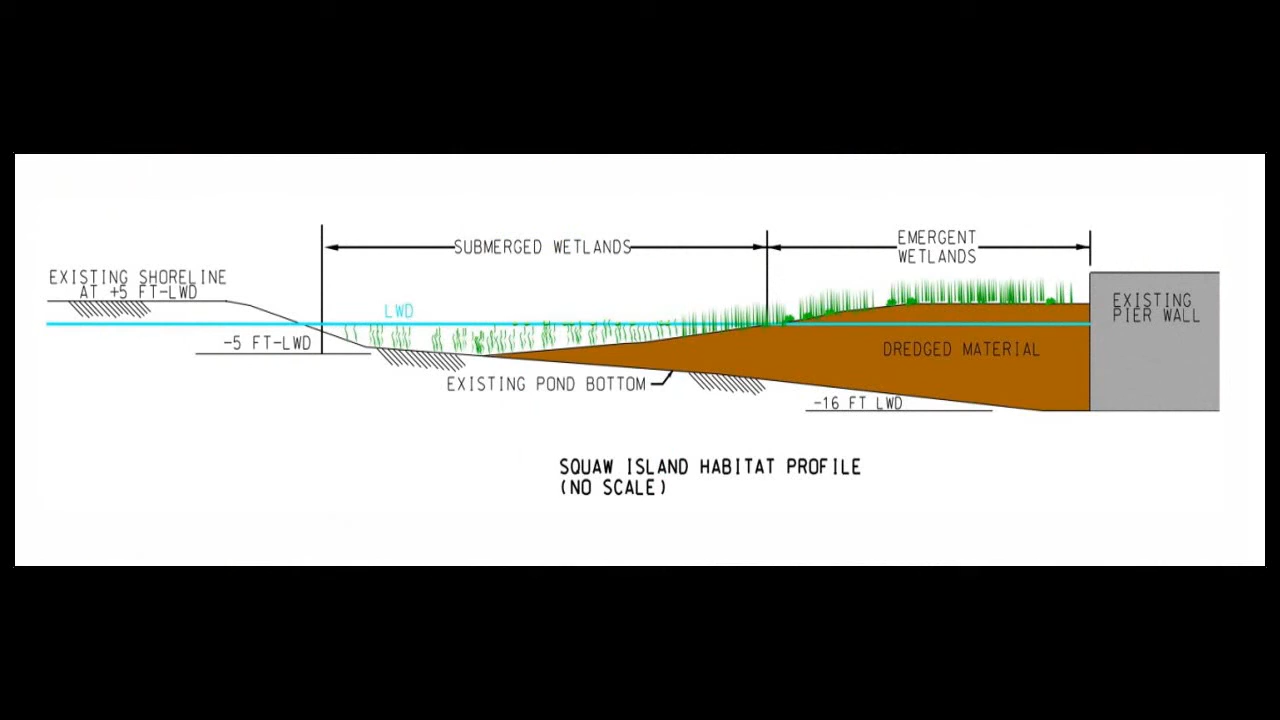 SUBMERGED WETLANDS
EMERGENT
WETLANDS
EXISTING SHORELINE
AT +5 FT-LWD
LWD
EXISTING
PIER WALL
-5 FT-LWD
DREDGED MATERIAL
EXISTING POND BOTTOM
-16 FT LWD
SQUAW ISLAND HABITAT PROFILE
(NO SCALE)